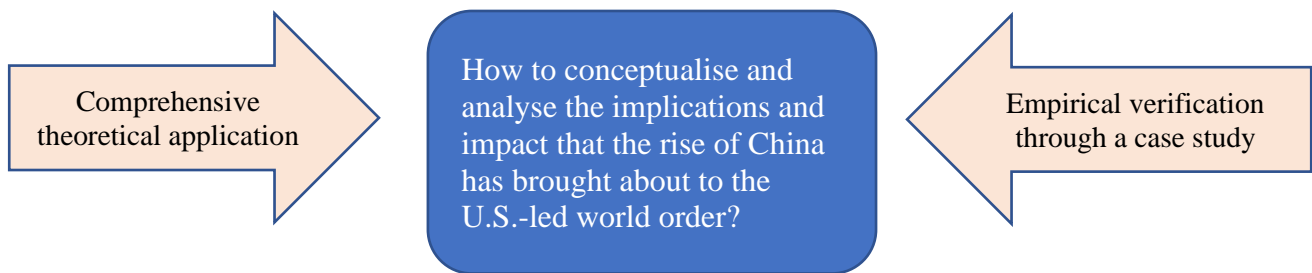 Comprehensive
theoretical application
How to conceptualise and
analyse the implications and
impact that the rise of China
has brought about to the
U.S.-led world order?
Empirical verification
through a case study